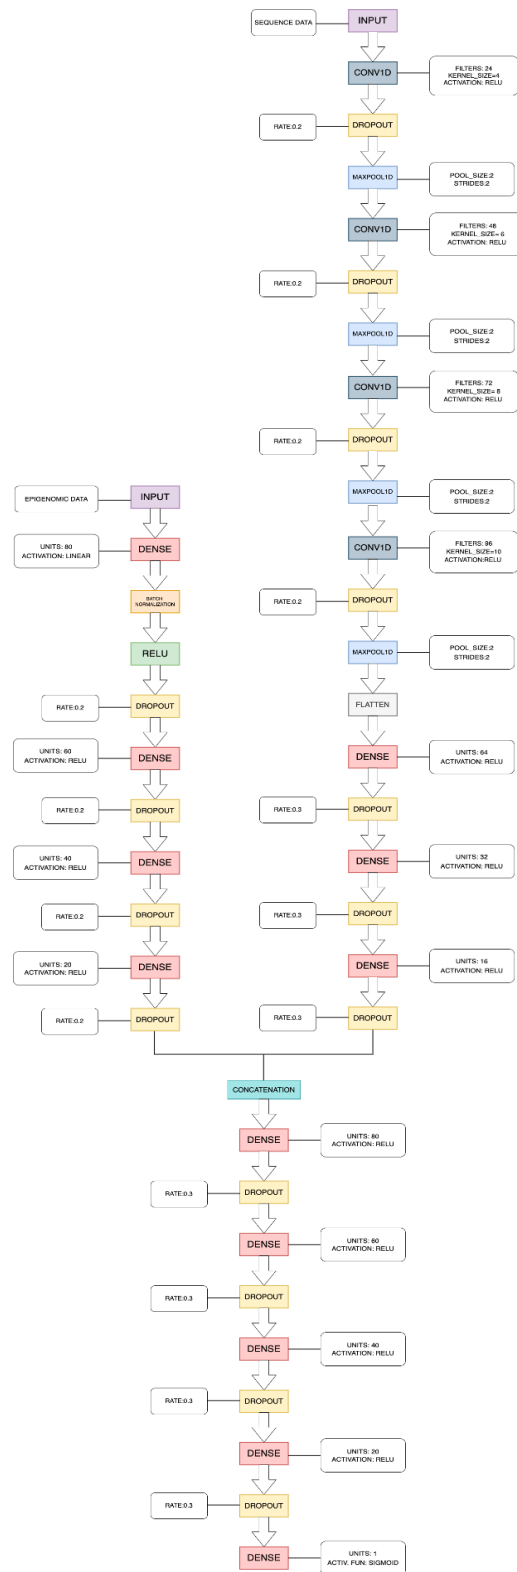 SEQUENCE DATA
INPUT
CONV1D
FILTERS: 24
KERNEL_SIZE=4
ACTIVATION: RELU
RATE:0.2
DROPOUT
MAXPOOL1D
POOL_SIZE:2
STRIDES:2
CONV1D
FILTERS: 48
KERNEL_SIZE= 6
ACTIVATION: RELU
RATE:0.2
DROPOUT
MAXPOOL1D
POOL_SIZE:2
STRIDES:2
CONV1D
FILTERS: 72
KERNEL_SIZE= 8
ACTIVATION: RELU
RATE:0.2
DROPOUT
MAXPOOL1D
POOL_SIZE:2
STRIDES:2
CONV1D
FILTERS: 96
KERNEL_SIZE=10
ACTIVATION:RELU
RATE:0.2
DROPOUT
MAXPOOL1D
POOL_SIZE:2
STRIDES:2
FLATTEN
DENSE
UNITS: 64
ACTIVATION: RELU
RATE:0.3
DROPOUT
DENSE
UNITS: 32
ACTIVATION: RELU
RATE:0.3
DROPOUT
DENSE
UNITS: 16
ACTIVATION: RELU
RATE:0.3
DROPOUT
EPIGENOMIC DATA
INPUT
UNITS: 80
ACTIVATION: LINEAR
DENSE
BATCH
NORMALIZATION
RELU
RATE:0.2
DROPOUT
UNITS: 60
ACTIVATION: RELU
DENSE
RATE:0.2
DROPOUT
UNITS: 40
ACTIVATION: RELU
DENSE
RATE:0.2
DROPOUT
UNITS: 20
ACTIVATION: RELU
DENSE
RATE:0.2
DROPOUT
CONCATENATION
DENSE
UNITS: 80
ACTIVATION: RELU
RATE:0.3
DROPOUT
DENSE
UNITS: 60
ACTIVATION: RELU
RATE:0.3
DROPOUT
DENSE
UNITS: 40
ACTIVATION: RELU
RATE:0.3
DROPOUT
DENSE
UNITS: 20
ACTIVATION: RELU
RATE:0.3
DROPOUT
DENSE
UNITS: 1
ACTIV. FUN: SIGMOID